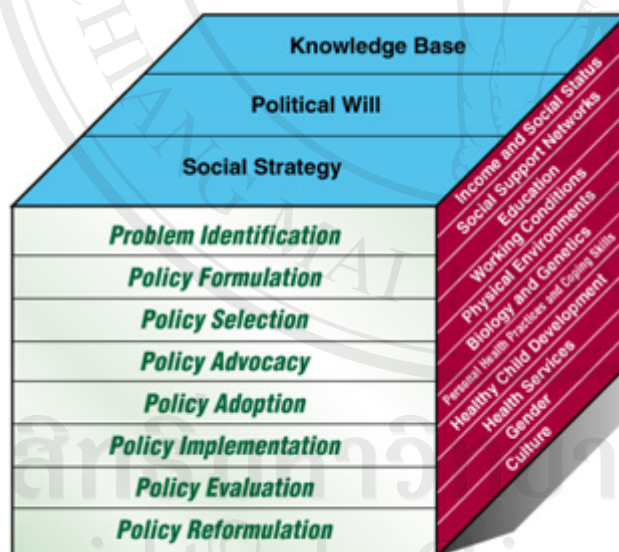 Knowledge Base
Political Will
Social Strategy
Problem Identification
Policy Formulation
Policy Selection
Policy Advocacy
Policy Adoption
Policy Implementation
Policy Evaluation
Policy Reformulation
Income and Social Status
Social Support Networks
Education
Working Conditions
Physical Environments
Biology and Genetics
Personal Health Practices and Coping Skills
Healthy Child Development
Health Services
Gender
Culture
CHIANG MAI